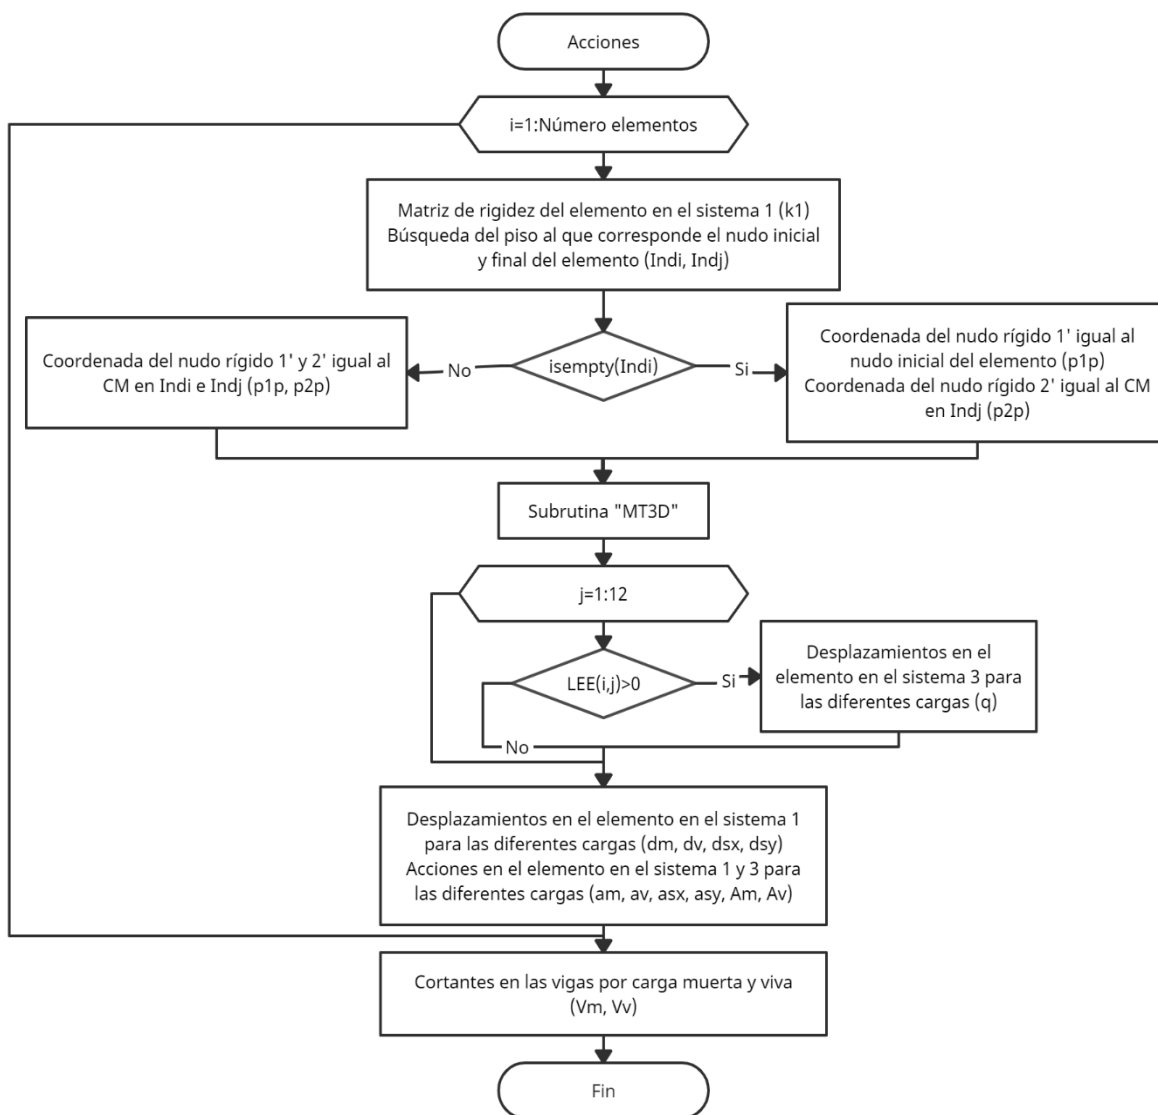 Acciones
i=1:Número elementos
Matriz de rigidez del elemento en el sistema 1 (k1)
Búsqueda del piso al que corresponde el nudo inicial
y final del elemento (Indi, Indj)
Coordenada del nudo rígido 1' y 2' igual al
CM en Indi e Indj (p1p, p2p)
No
isempty(Indi)
Si
Coordenada del nudo rígido 1' igual al
nudo inicial del elemento (p1p)
Coordenada del nudo rígido 2' igual al CM
en Indj (p2p)
Subrutina "MT3D"
j=1:12
LEE(i,j)>0
Si
Desplazamientos en el
elemento en el sistema 3 para
las diferentes cargas (q)
No
Desplazamientos en el elemento en el sistema 1
para las diferentes cargas (dm, dv, dsx, dsy)
Acciones en el elemento en el sistema 1 y 3 para
las diferentes cargas (am, av, asx, asy, Am, Av)
Cortantes en las vigas por carga muerta y viva
(Vm, Vv)
Fin